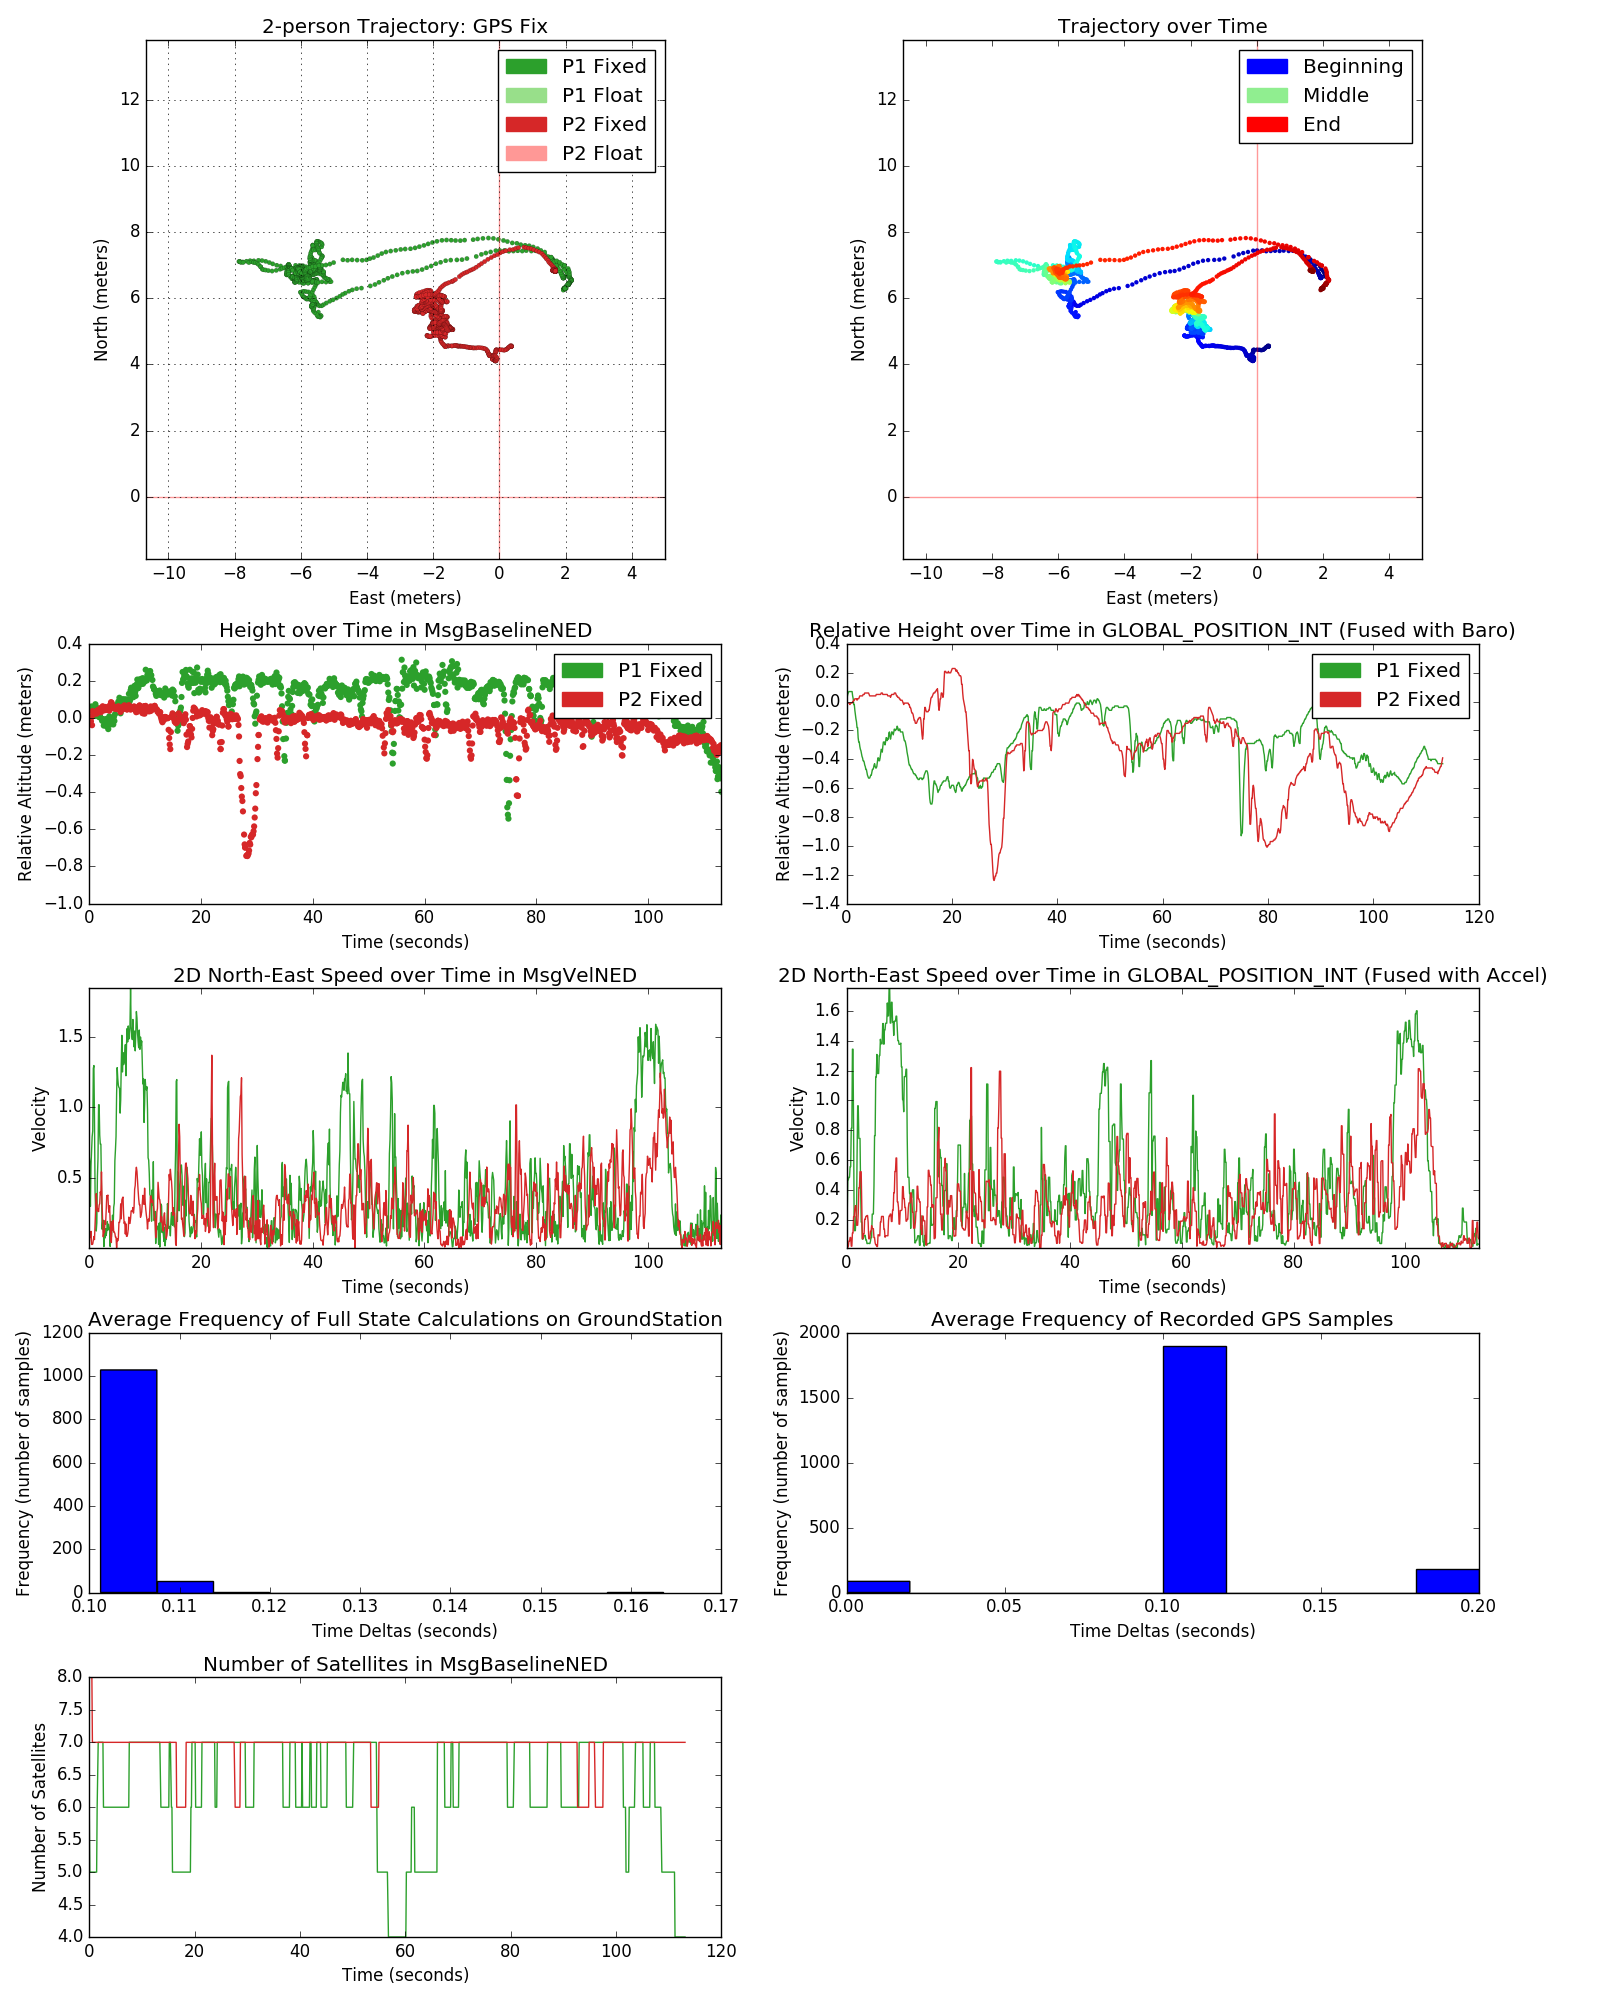 2-person Trajectory: GPS Fix
P1 Fixed
P1 Float
P2 Fixed
P2 Float
12
10
8
6
4
2
0
North (meters)
−10 −8 −6 −4 −2 0 2 4
East (meters)
Trajectory over Time
Beginning
Middle
End
12
10
8
6
4
2
0
North (meters)
−10 −8 −6 −4 −2 0 2 4
East (meters)
Height over Time in MsgBaselineNED
P1 Fixed
P2 Fixed
0.4
0.2
0.0
−0.2
−0.4
−0.6
−0.8
−1.0
Relative Altitude (meters)
0 20 40 60 80 100
Time (seconds)
Relative Height over Time in GLOBAL_POSITION_INT (Fused with Baro)
P1 Fixed
P2 Fixed
0.4
0.2
0.0
−0.2
−0.4
−0.6
−0.8
−1.0
−1.2
−1.4
Relative Altitude (meters)
0 20 40 60 80 100 120
Time (seconds)
2D North-East Speed over Time in MsgVelNED
1.5
1.0
0.5
Velocity
0 20 40 60 80 100
Time (seconds)
2D North-East Speed over Time in GLOBAL_POSITION_INT (Fused with Accel)
1.6
1.4
1.2
1.0
0.8
0.6
0.4
0.2
Velocity
0 20 40 60 80 100
Time (seconds)
Average Frequency of Full State Calculations on GroundStation
1200
1000
800
600
400
200
0
Frequency (number of samples)
0.10 0.11 0.12 0.13 0.14 0.15 0.16 0.17
Time Deltas (seconds)
Average Frequency of Recorded GPS Samples
2000
1500
1000
500
0
Frequency (number of samples)
0.00 0.05 0.10 0.15 0.20
Time Deltas (seconds)
Number of Satellites in MsgBaselineNED
8.0
7.5
7.0
6.5
6.0
5.5
5.0
4.5
4.0
Number of Satellites
0 20 40 60 80 100 120
Time (seconds)